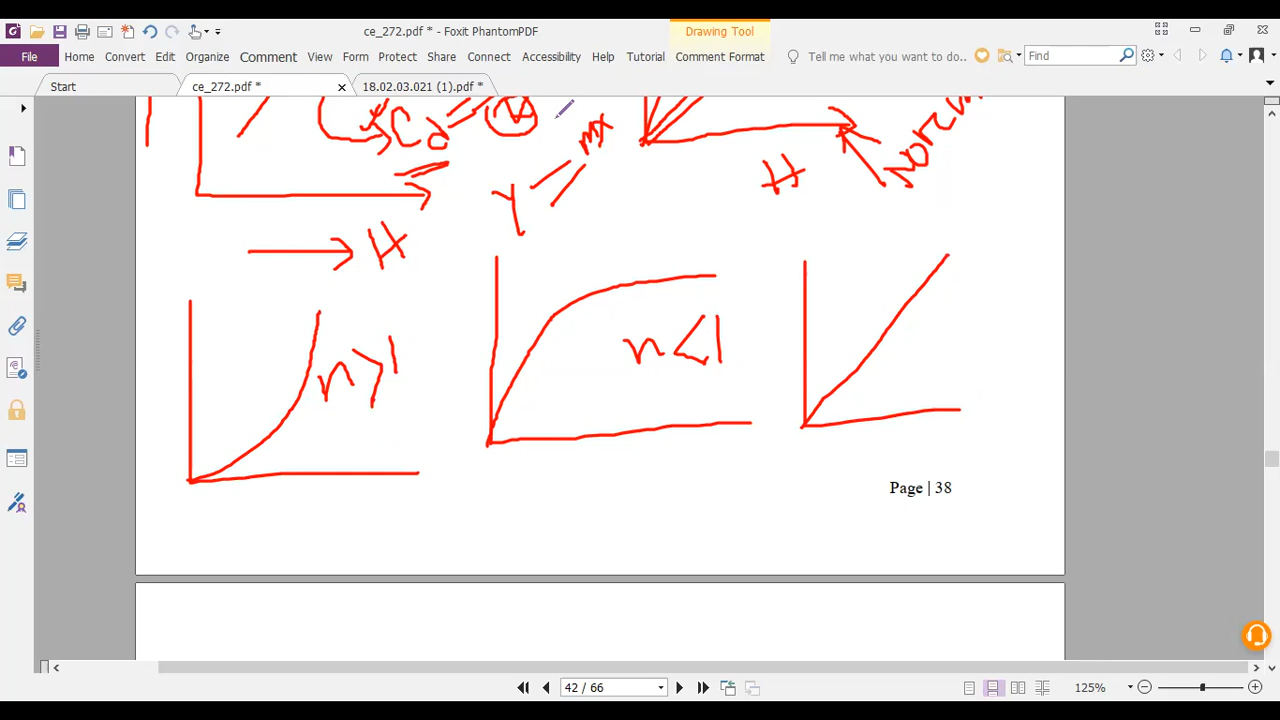 ce_272.pdf * - Foxit PhantomPDF
Drawing Tool
File Home Convert Edit Organize Comment View Form Protect Share Connect Accessibility Help Tutorial Comment Format Tell me what you want to do.. Find
Start ce_272.pdf * 18.02.03.021 (1).pdf *
Cd
Y = mx
H
H
n>1
n<1
Page | 38
42 / 66
125%